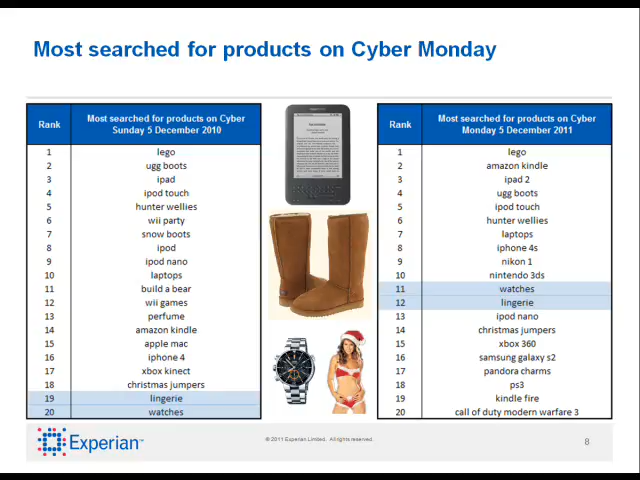 Most searched for products on Cyber Monday
Rank
Most searched for products on Cyber
Sunday 5 December 2010
1 lego
2 ugg boots
3 ipad
4 ipod touch
5 hunter wellies
6 wii party
7 snow boots
8 ipod
9 ipod nano
10 laptops
11 build a bear
12 wii games
13 perfume
14 amazon kindle
15 apple mac
16 iphone 4
17 xbox kinect
18 christmas jumpers
19 lingerie
20 watches
Rank
Most searched for products on Cyber
Monday 5 December 2011
1 lego
2 amazon kindle
3 ipad 2
4 ugg boots
5 ipod touch
6 hunter wellies
7 laptops
8 iphone 4s
9 nikon 1
10 nintendo 3ds
11 watches
12 lingerie
13 ipod nano
14 christmas jumpers
15 xbox 360
16 samsung galaxy s2
17 pandora charms
18 ps3
19 kindle fire
20 call of duty modern warfare 3
Experian™
© 2011 Experian Limited. All rights reserved.
8